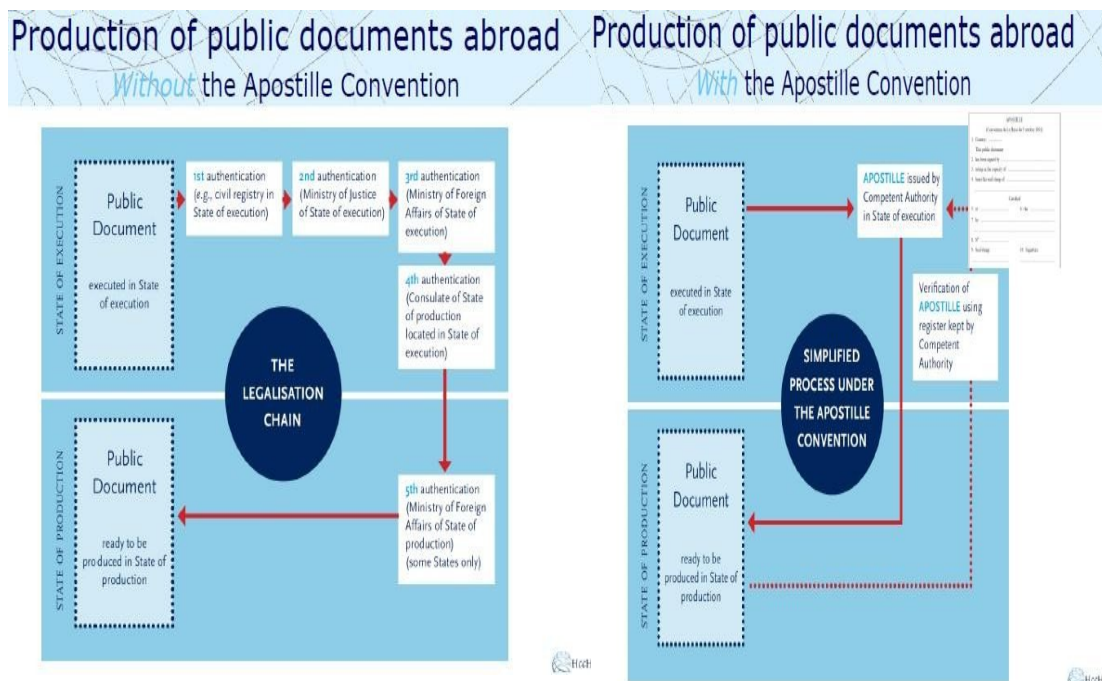 Production of public documents abroad
Without the Apostille Convention
STATE OF EXECUTION
Public
Document
executed in State
of execution
1st authentication
(e.g., civil registry in
State of execution)
2nd authentication
(Ministry of Justice
of State of execution)
3rd authentication
(Ministry of Foreign
Affairs of State of
execution)
4th authentication
(Consulate of State
of production
located in State of
execution)
THE
LEGALISATION
CHAIN
STATE OF PRODUCTION
Public
Document
ready to be
produced in State of
production
5th authentication
(Ministry of Foreign
Affairs of State of
production)
(some States only)
HccH
Production of public documents abroad
With the Apostille Convention
STATE OF EXECUTION
Public
Document
executed in State
of execution
APOSTILLE issued by
Competent Authority
in State of execution
APOSTILLE
Verification of
APOSTILLE using
register kept by
Competent
Authority
SIMPLIFIED
PROCESS UNDER
THE APOSTILLE
CONVENTION
STATE OF PRODUCTION
Public
Document
ready to be
produced in State of
production
HccH